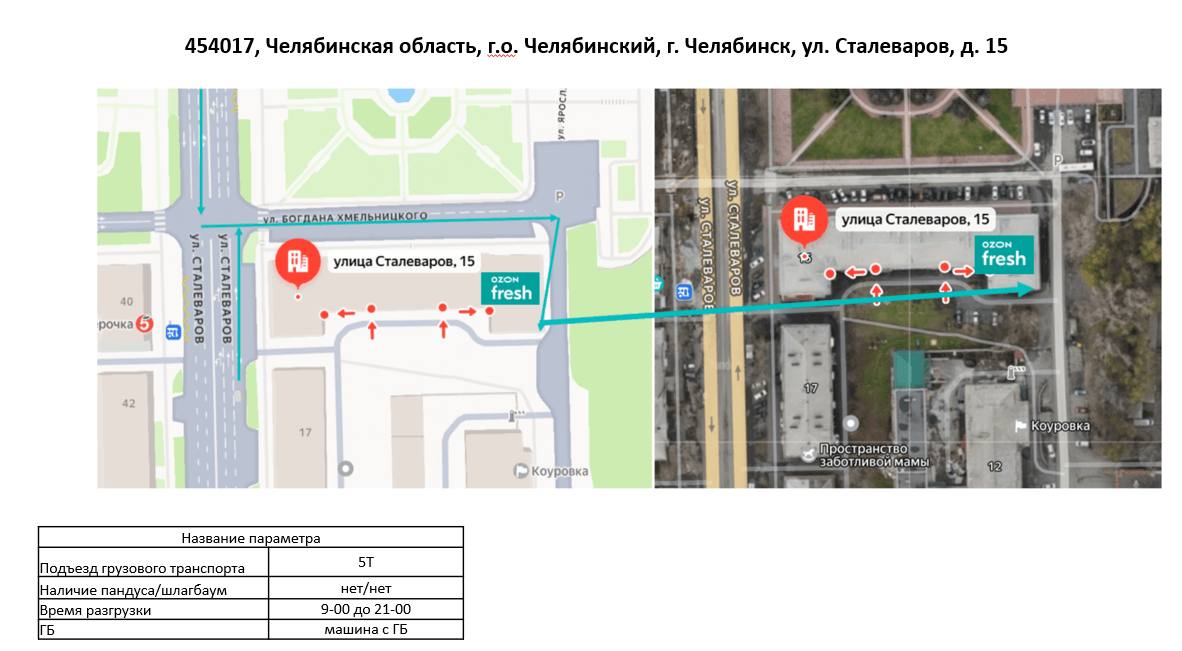 454017, Челябинская область, г.о. Челябинский, г. Челябинск, ул. Сталеваров, д. 15
ул. ЯРОСЛ.
P
ул. БОГДАНА ХМЕЛЬНИЦКОГО
ул. СТАЛЕВАРОВ
ул. СТАЛЕВАРОВ
улица Сталеваров, 15
OZON
fresh
40
рочка 5
42
17
Коуровка
P
ул. СТАЛЕВАРОВ
ул. СТАЛЕВАРОВ
улица Сталеваров, 15
OZON
fresh
17
Коуровка
Пространство
заботливой мамы
12
Название параметра
Подъезд грузового транспорта 5Т
Наличие пандуса/шлагбаум нет/нет
Время разгрузки 9-00 до 21-00
ГБ машина с ГБ